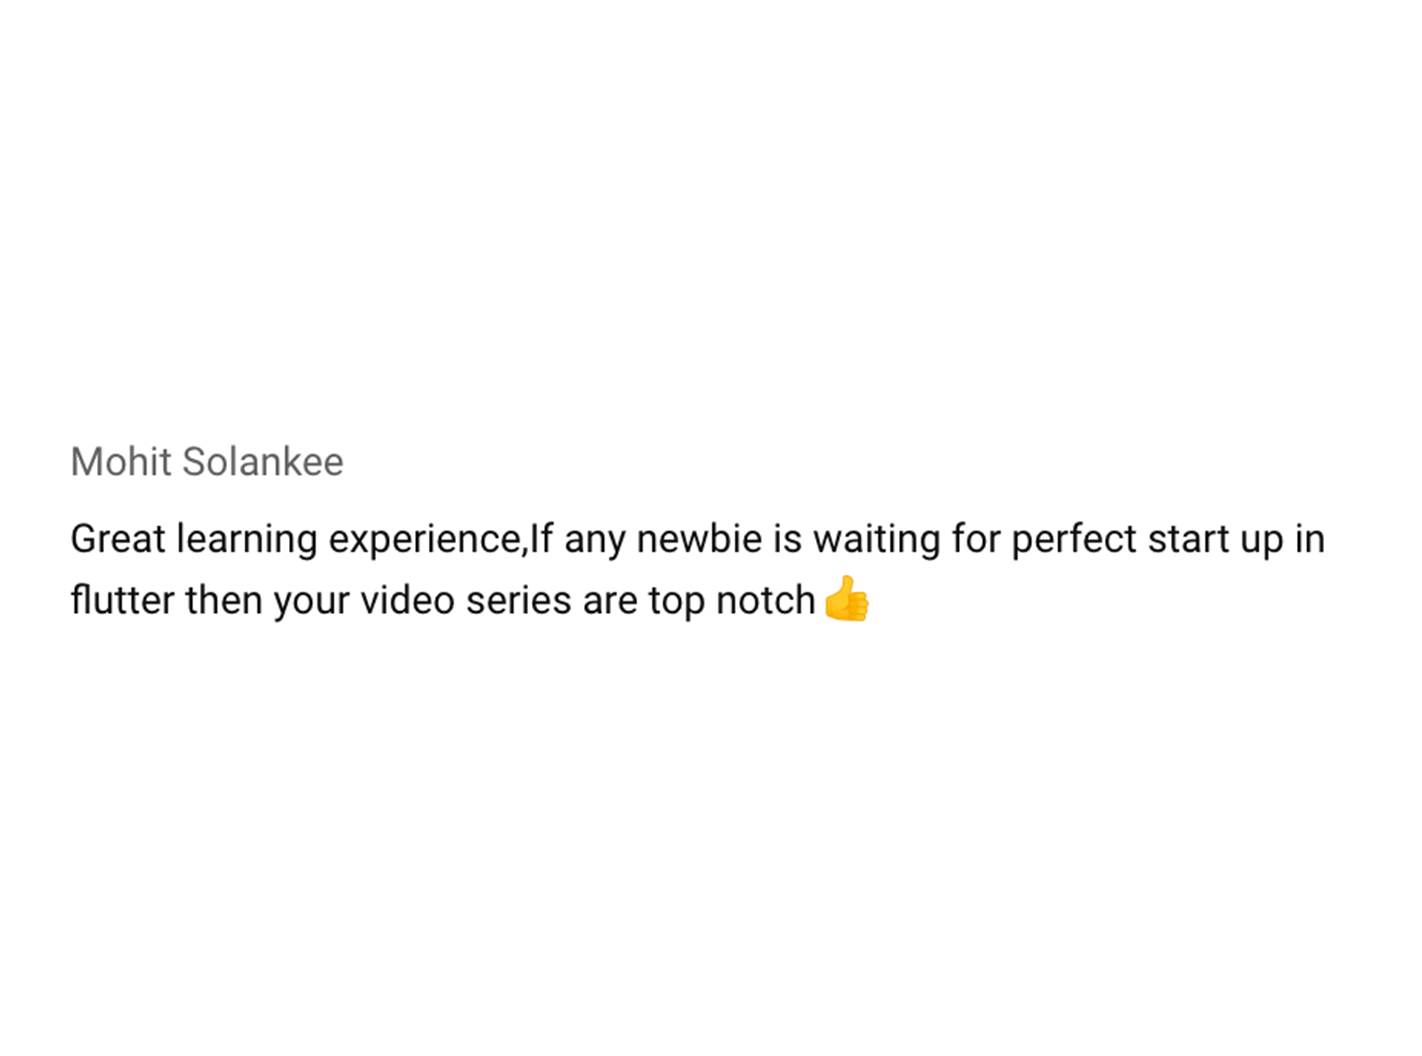 Mohit Solankee
Great learning experience,If any newbie is waiting for perfect start up in
flutter then your video series are top notch 👍